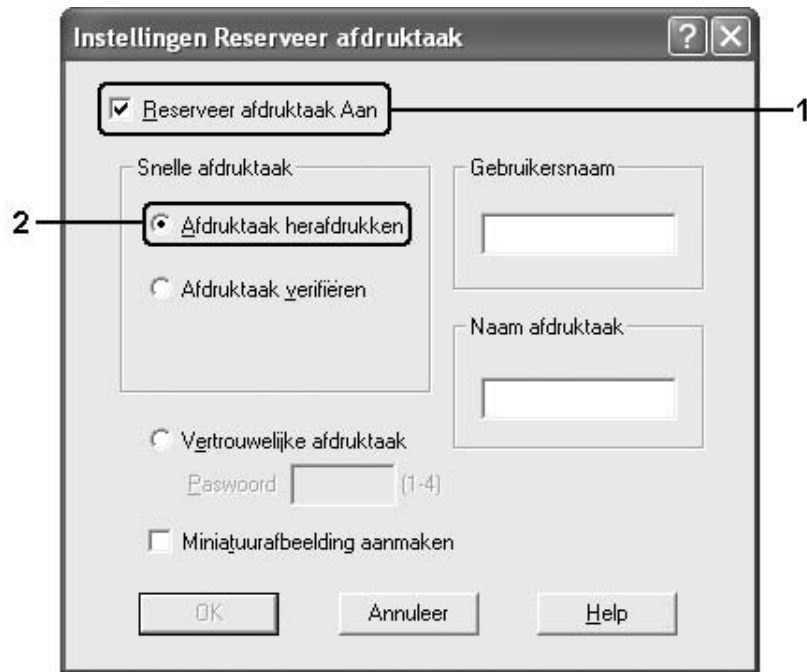 Instellingen Reserveer afdruktaak
Reserveer afdruktaak Aan
1
Snelle afdruktaak
2
Afdruktaak herafdrukken
Afdruktaak verifiëren
Gebruikersnaam
Naam afdruktaak
Vertrouwelijke afdruktaak
Paswoord (1-4)
Miniatuurafbeelding aanmaken
OK Annuleer Help